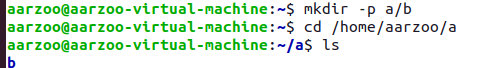 aarzoo@aarzoo-virtual-machine:~$ mkdir -p a/b
aarzoo@aarzoo-virtual-machine:~$ cd /home/aarzoo/a
aarzoo@aarzoo-virtual-machine:~/a$ ls
b